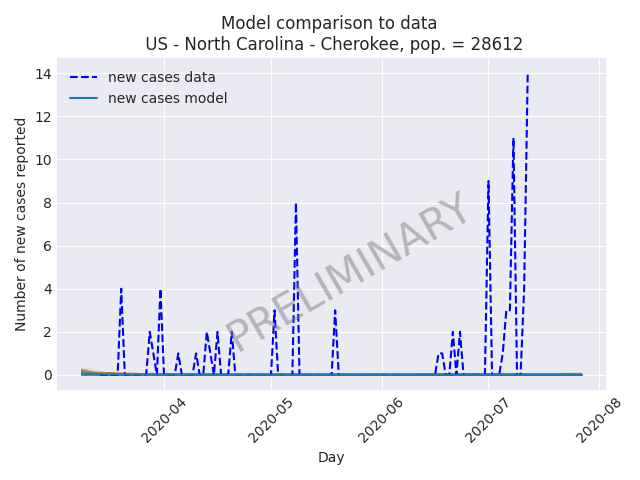 Model comparison to data
US - North Carolina - Cherokee, pop. = 28612
14
12
10
8
6
4
2
0
Number of new cases reported
new cases data
new cases model
PRELIMINARY
2020-04
2020-05
2020-06
2020-07
2020-08
Day